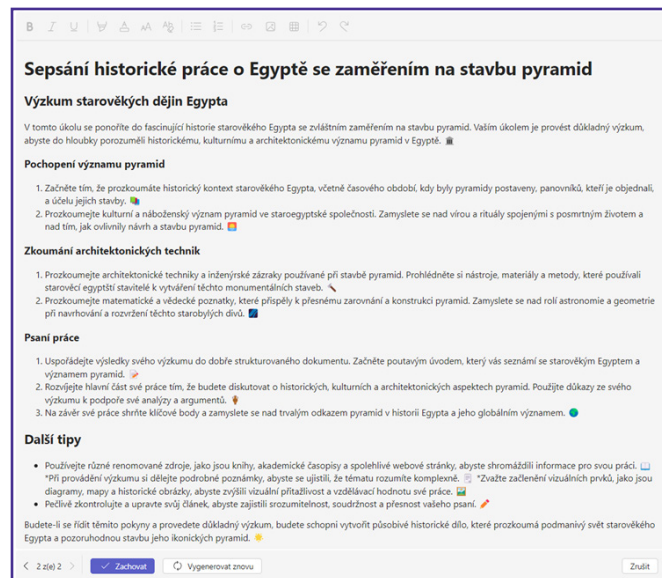 B I U A AA
Sepsání historické práce o Egyptě se zaměřením na stavbu pyramid
Výzkum starověkých dějin Egypta
V tomto úkolu se ponoříte do fascinující historie starověkého Egypta se zvláštním zaměřením na stavbu pyramid. Vaším úkolem je provést důkladný výzkum,
abyste do hloubky porozuměli historickému, kulturnímu a architektonickému významu pyramid v Egyptě.
Pochopení významu pyramid
1. Začněte tím, že prozkoumáte historický kontext starověkého Egypta, včetně časového období, kdy byly pyramidy postaveny, panovníků, kteří je objednali,
a účelu jejich stavby.
2. Prozkoumejte kulturní a náboženský význam pyramid ve staroegyptské společnosti. Zamyslete se nad vírou a rituály spojenými s posmrtným životem a
nad tím, jak ovlivnily návrh a stavbu pyramid.
Zkoumání architektonických technik
1. Prozkoumejte architektonické techniky a inženýrské zázraky používané při stavbě pyramid. Prohlédněte si nástroje, materiály a metody, které používali
starověcí egyptští stavitelé k vytváření těchto monumentálních staveb.
2. Prozkoumejte matematické a vědecké poznatky, které přispěly k přesnému zarovnání a konstrukci pyramid. Zamyslete se nad rolí astronomie a geometrie
při navrhování a rozvržení těchto starobylých divů.
Psaní práce
1. Uspořádejte výsledky svého výzkumu do dobře strukturovaného dokumentu. Začněte poutavým úvodem, který vás seznámí se starověkým Egyptem a
významem pyramid.
2. Rozvíjejte hlavní část své práce tím, že budete diskutovat o historických, kulturních a architektonických aspektech pyramid. Použijte důkazy ze svého
výzkumu k podpoře své analýzy a argumentů.
3. Na závěr své práce shrňte klíčové body a zamyslete se nad trvalým odkazem pyramid v historii Egypta a jeho globálním významem.
Další tipy
• Používejte různé renomované zdroje, jako jsou knihy, akademické časopisy a spolehlivé webové stránky, abyste shromáždili informace pro svou práci.
*Při provádění výzkumu si dělejte podrobné poznámky, abyste se ujistili, že tématu rozumíte komplexně. *Zvažte začlenění vizuálních prvků, jako jsou
diagramy, mapy a historické obrázky, abyste zvýšili vizuální přitažlivost a vzdělávací hodnotu své práce.
• Pečlivě zkontrolujte a upravte svůj článek, abyste zajistili srozumitelnost, soudržnost a přesnost vašeho psaní.
Budete-li se řídit těmito pokyny a provedete důkladný výzkum, budete schopni vytvořit působivé historické dílo, které prozkoumá podmanivý svět starověkého
Egypta a pozoruhodnou stavbu jeho ikonických pyramid.
2 z(e) 2 Zachovat Vygenerovat znovu Zrušit